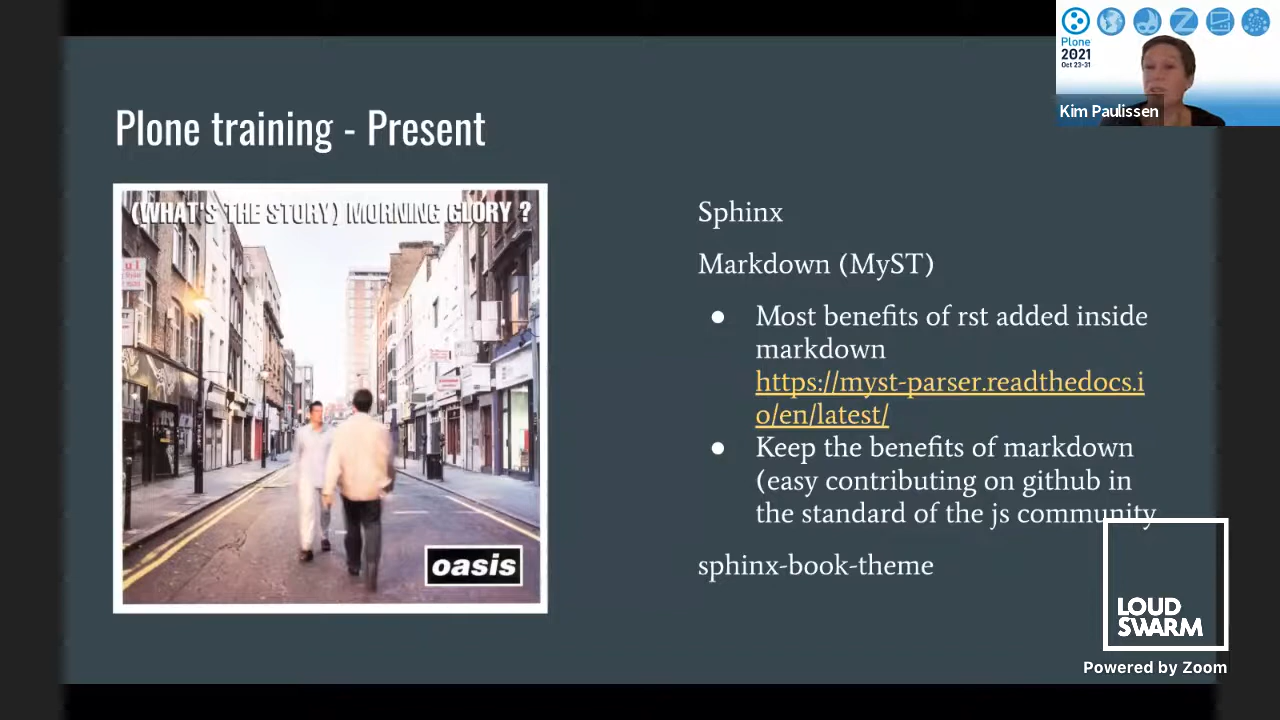 Plone
2021
Oct 23-31
Kim Paulissen
Plone training - Present
(WHAT'S THE STORY) MORNING GLORY ?
oasis
Sphinx
Markdown (MyST)
● Most benefits of rst added inside
markdown
https://myst-parser.readthedocs.i
o/en/latest/
● Keep the benefits of markdown
(easy contributing on github in
the standard of the js community
sphinx-book-theme
LOUD
SWARM
Powered by Zoom